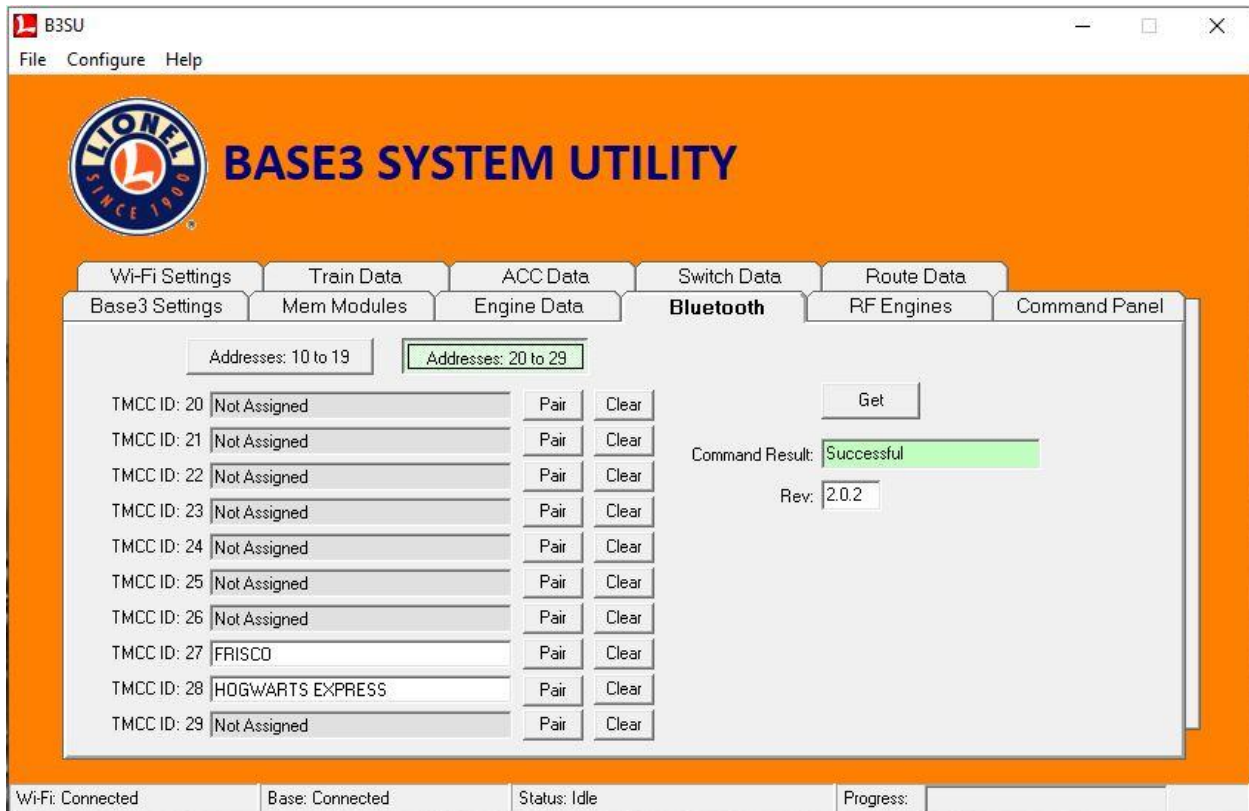 B3SU
File Configure Help
LIONEL
L
SINCE 1900
®
BASE3 SYSTEM UTILITY
Wi-Fi Settings Train Data ACC Data Switch Data Route Data
Base3 Settings Mem Modules Engine Data Bluetooth RF Engines Command Panel
Addresses: 10 to 19 Addresses: 20 to 29
TMCC ID: 20 Not Assigned Pair Clear Get
TMCC ID: 21 Not Assigned Pair Clear
Command Result: Successful
TMCC ID: 22 Not Assigned Pair Clear
Rev: 2.0.2
TMCC ID: 23 Not Assigned Pair Clear
TMCC ID: 24 Not Assigned Pair Clear
TMCC ID: 25 Not Assigned Pair Clear
TMCC ID: 26 Not Assigned Pair Clear
TMCC ID: 27 FRISCO Pair Clear
TMCC ID: 28 HOGWARTS EXPRESS Pair Clear
TMCC ID: 29 Not Assigned Pair Clear
Wi-Fi: Connected Base: Connected Status: Idle Progress: